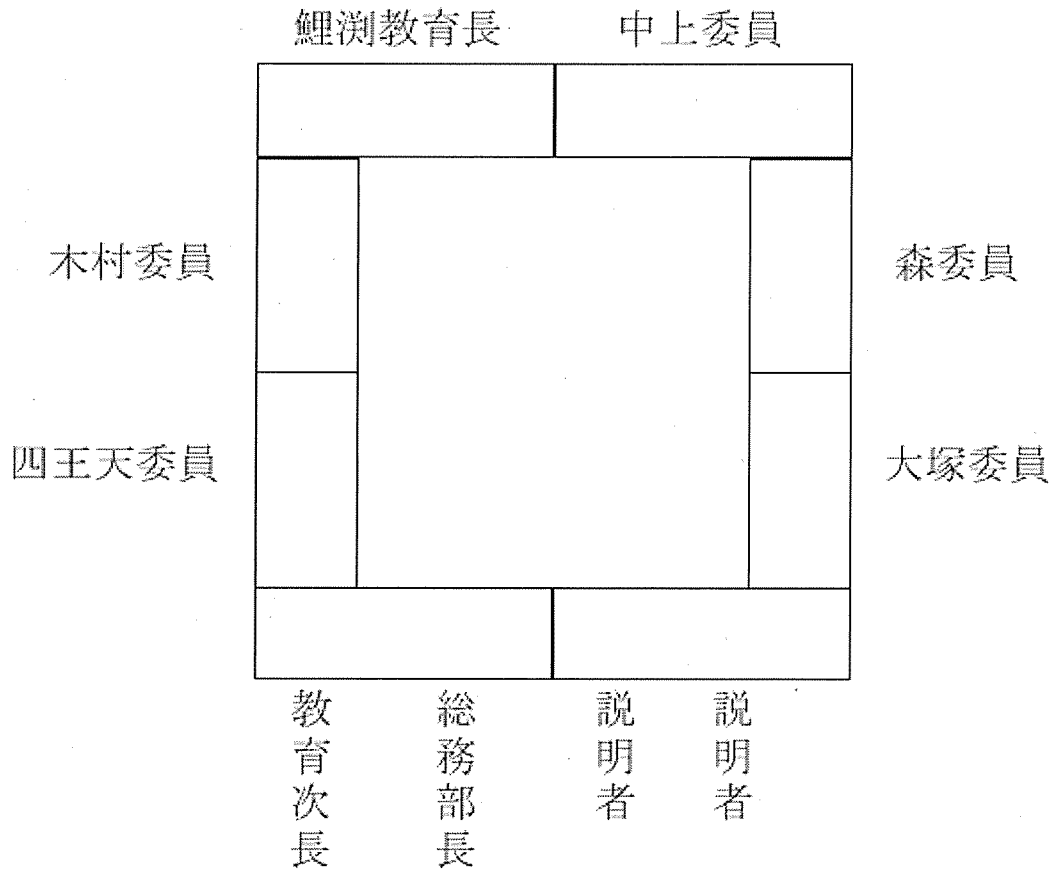 鯉渕教育長 中上委員
木村委員 森委員
四王天委員 大塚委員
教育次長
総務部長
説明者
説明者